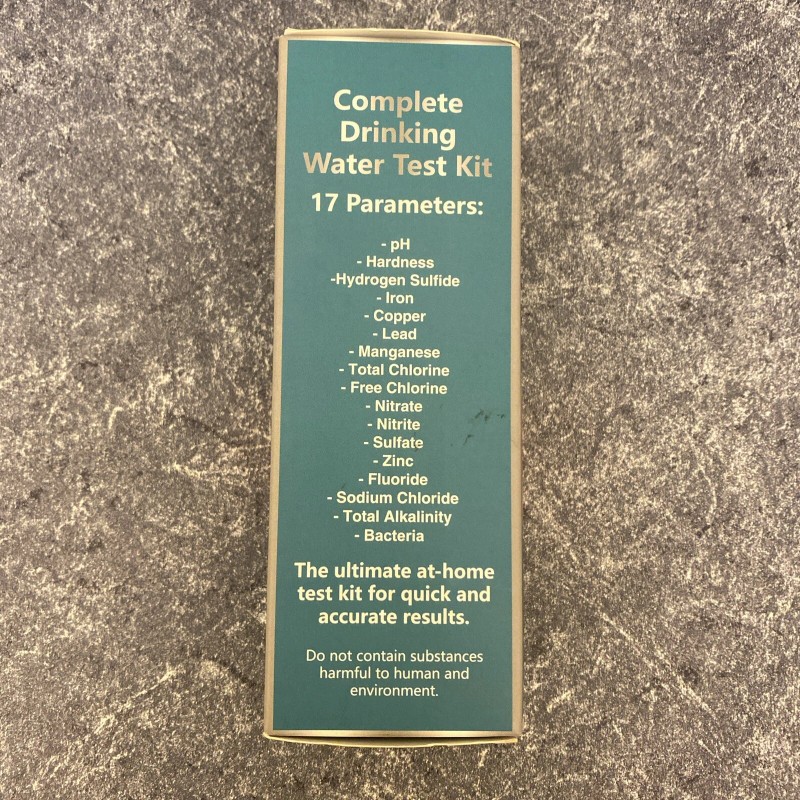 Complete
Drinking
Water Test Kit
17 Parameters:
- pH
- Hardness
-Hydrogen Sulfide
- Iron
- Copper
- Lead
- Manganese
- Total Chlorine
- Free Chlorine
- Nitrate
- Nitrite
- Sulfate
- Zinc
- Fluoride
- Sodium Chloride
- Total Alkalinity
- Bacteria
The ultimate at-home
test kit for quick and
accurate results.
Do not contain substances
harmful to human and
environment.